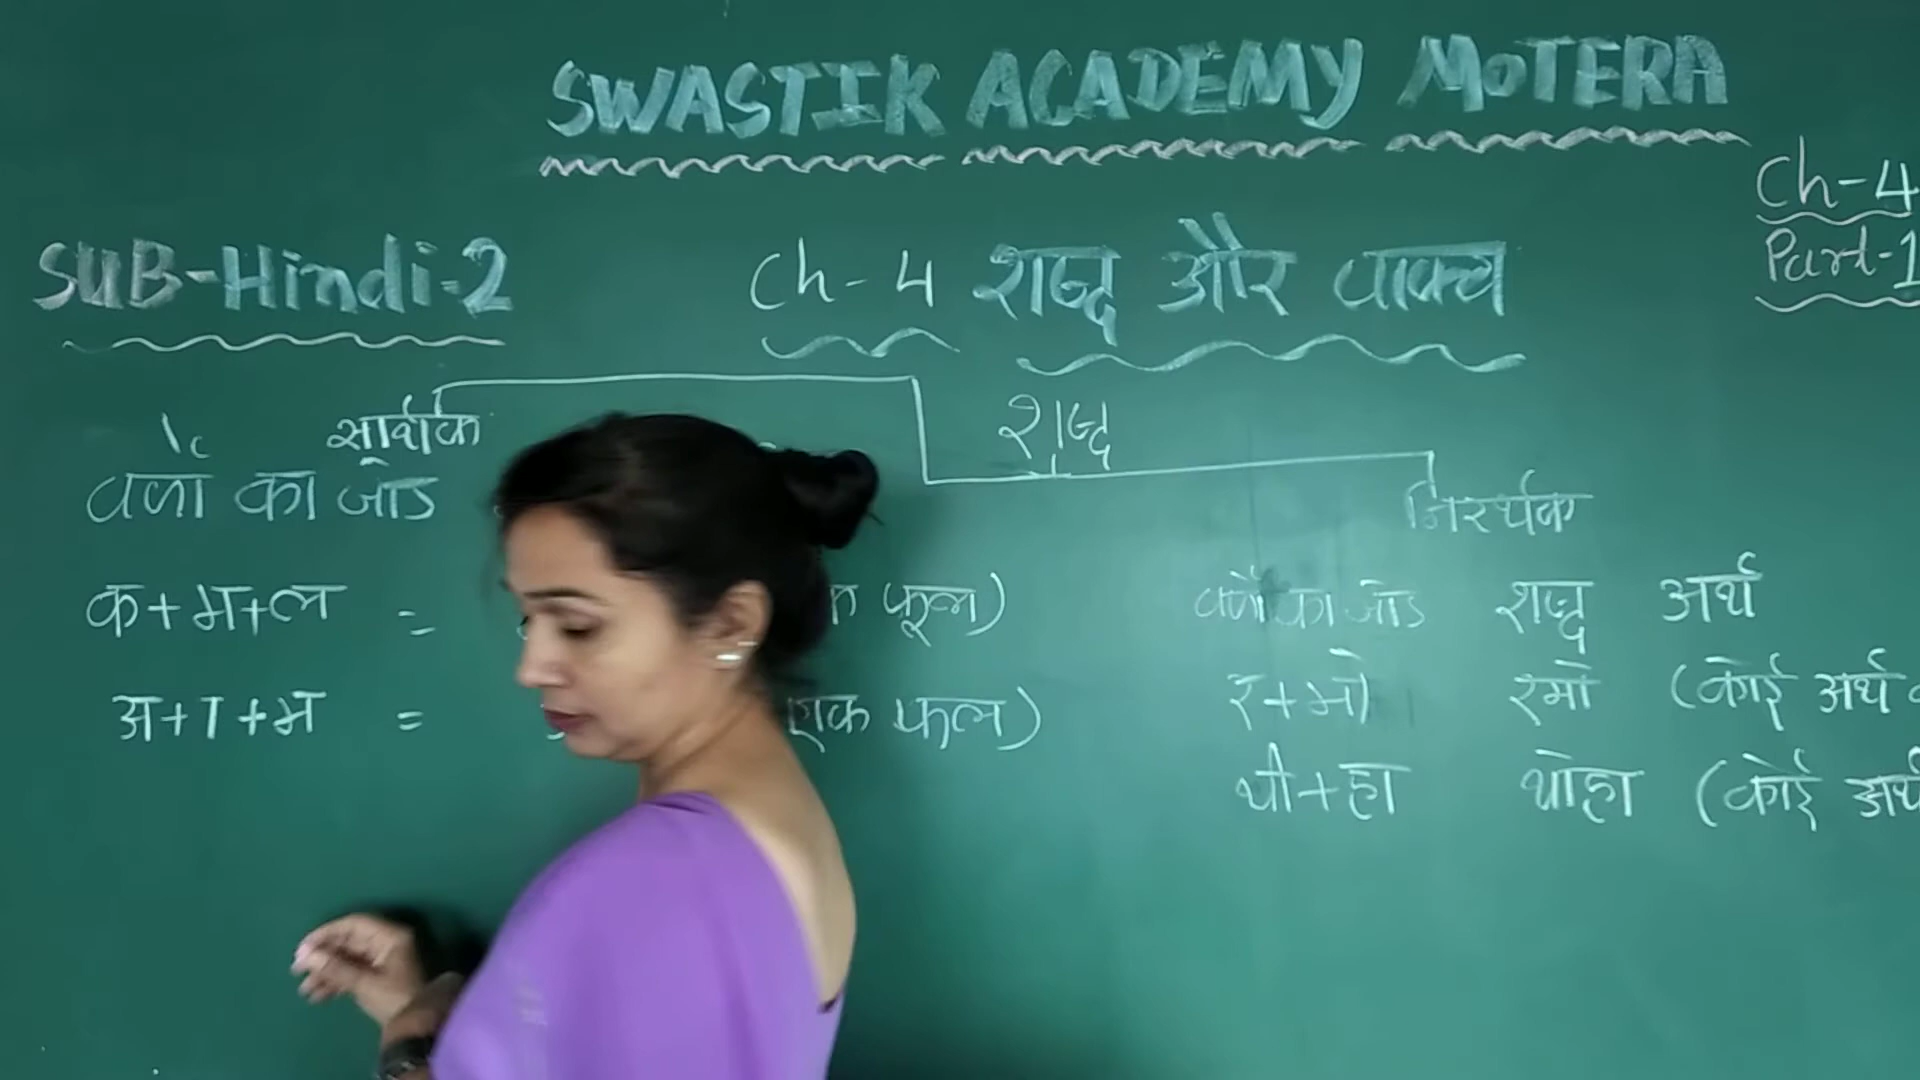 SWASTIK ACADEMY MOTERA
Ch-4
Part-1
SUB-Hindi-2
Ch-4 शब्द और वाक्य
शब्द
सार्थक
निरर्थक
वर्णों का जोड
क+म+ल =
क फूल)
अ+ा+म =
एक फल)
वर्णों का जोड शब्द अर्थ
र+मो रमो (कोई अर्थ
थो+हा थोहा (कोई अर्थ